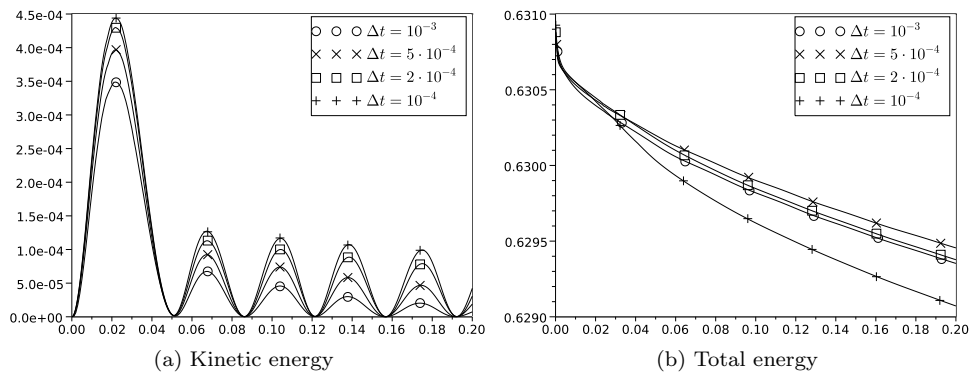 4.5e-04
4.0e-04
3.5e-04
3.0e-04
2.5e-04
2.0e-04
1.5e-04
1.0e-04
5.0e-05
0.0e+00
0.00 0.02 0.04 0.06 0.08 0.10 0.12 0.14 0.16 0.18 0.20
Δt = 10⁻³
Δt = 5 · 10⁻⁴
Δt = 2 · 10⁻⁴
Δt = 10⁻⁴
(a) Kinetic energy
0.6310
0.6305
0.6300
0.6295
0.6290
0.00 0.02 0.04 0.06 0.08 0.10 0.12 0.14 0.16 0.18 0.20
Δt = 10⁻³
Δt = 5 · 10⁻⁴
Δt = 2 · 10⁻⁴
Δt = 10⁻⁴
(b) Total energy